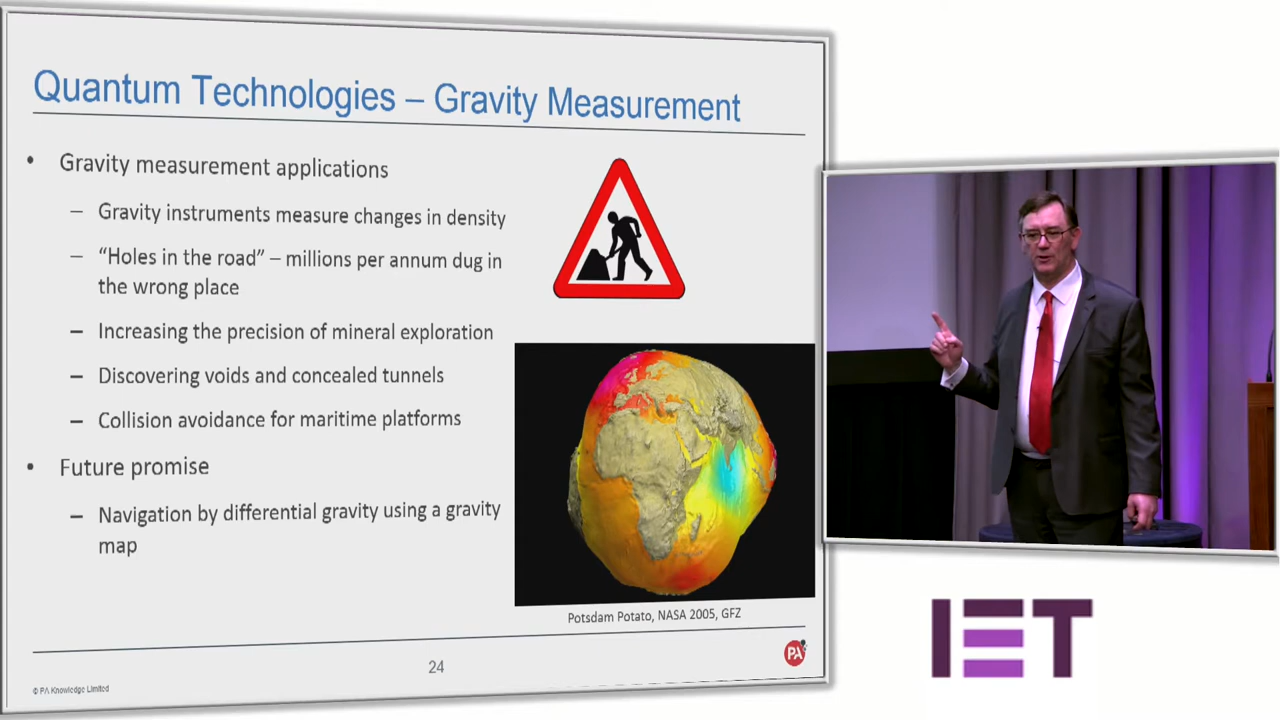 Quantum Technologies – Gravity Measurement
• Gravity measurement applications
– Gravity instruments measure changes in density
– “Holes in the road” – millions per annum dug in
the wrong place
– Increasing the precision of mineral exploration
– Discovering voids and concealed tunnels
– Collision avoidance for maritime platforms
• Future promise
– Navigation by differential gravity using a gravity
map
Potsdam Potato, NASA 2005, GFZ
24
PA
© PA Knowledge Limited
IET